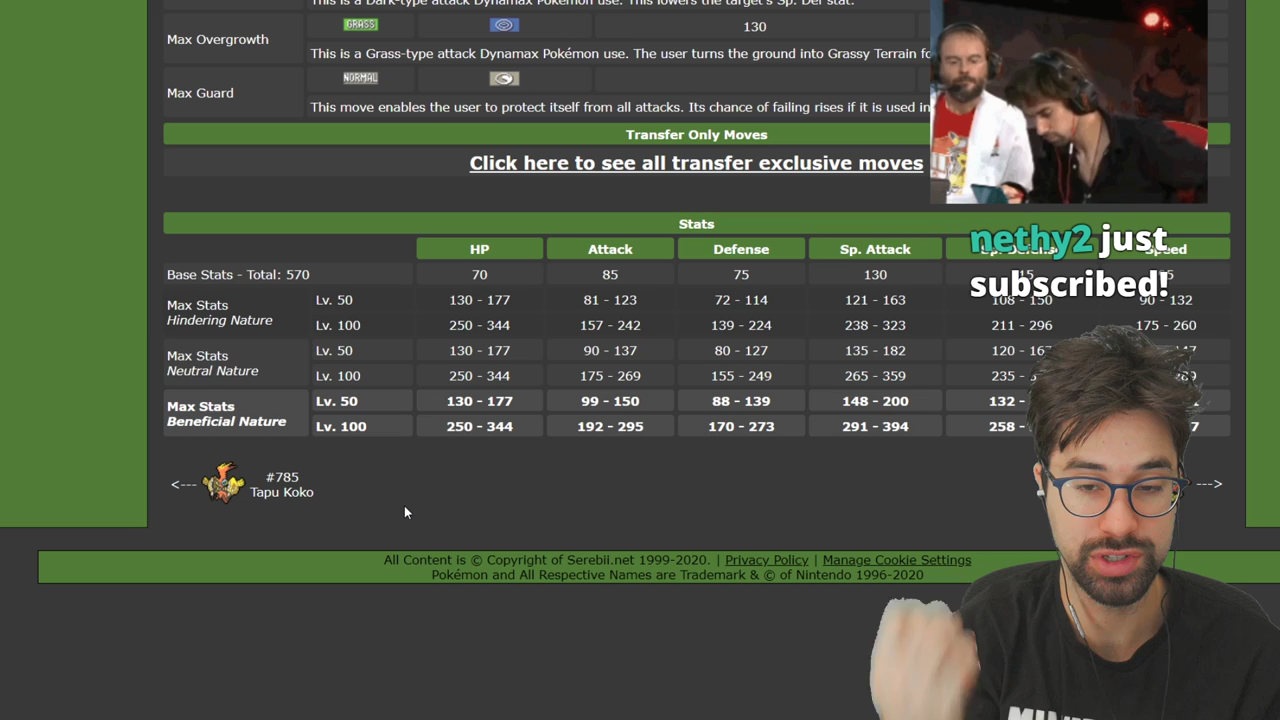 This is a Dark-type attack Dynamax Pokémon use. This lowers the target's Sp. Def stat.
Max Overgrowth GRASS 130
This is a Grass-type attack Dynamax Pokémon use. The user turns the ground into Grassy Terrain fo
Max Guard NORMAL
This move enables the user to protect itself from all attacks. Its chance of failing rises if it is used in
Transfer Only Moves
Click here to see all transfer exclusive moves
Stats
HP Attack Defense Sp. Attack Speed
nethy2 just
subscribed!
Base Stats - Total: 570 70 85 75 130
Max Stats
Hindering Nature
Lv. 50 130 - 177 81 - 123 72 - 114 121 - 163 108 - 150 90 - 132
Lv. 100 250 - 344 157 - 242 139 - 224 238 - 323 211 - 296 175 - 260
Max Stats
Neutral Nature
Lv. 50 130 - 177 90 - 137 80 - 127 135 - 182 120 -
Lv. 100 250 - 344 175 - 269 155 - 249 265 - 359 235 -
Max Stats
Beneficial Nature
Lv. 50 130 - 177 99 - 150 88 - 139 148 - 200 132 -
Lv. 100 250 - 344 192 - 295 170 - 273 291 - 394 258 -
<--- #785
Tapu Koko
--->
All Content is © Copyright of Serebii.net 1999-2020. | Privacy Policy | Manage Cookie Settings
Pokémon and All Respective Names are Trademark & © of Nintendo 1996-2020